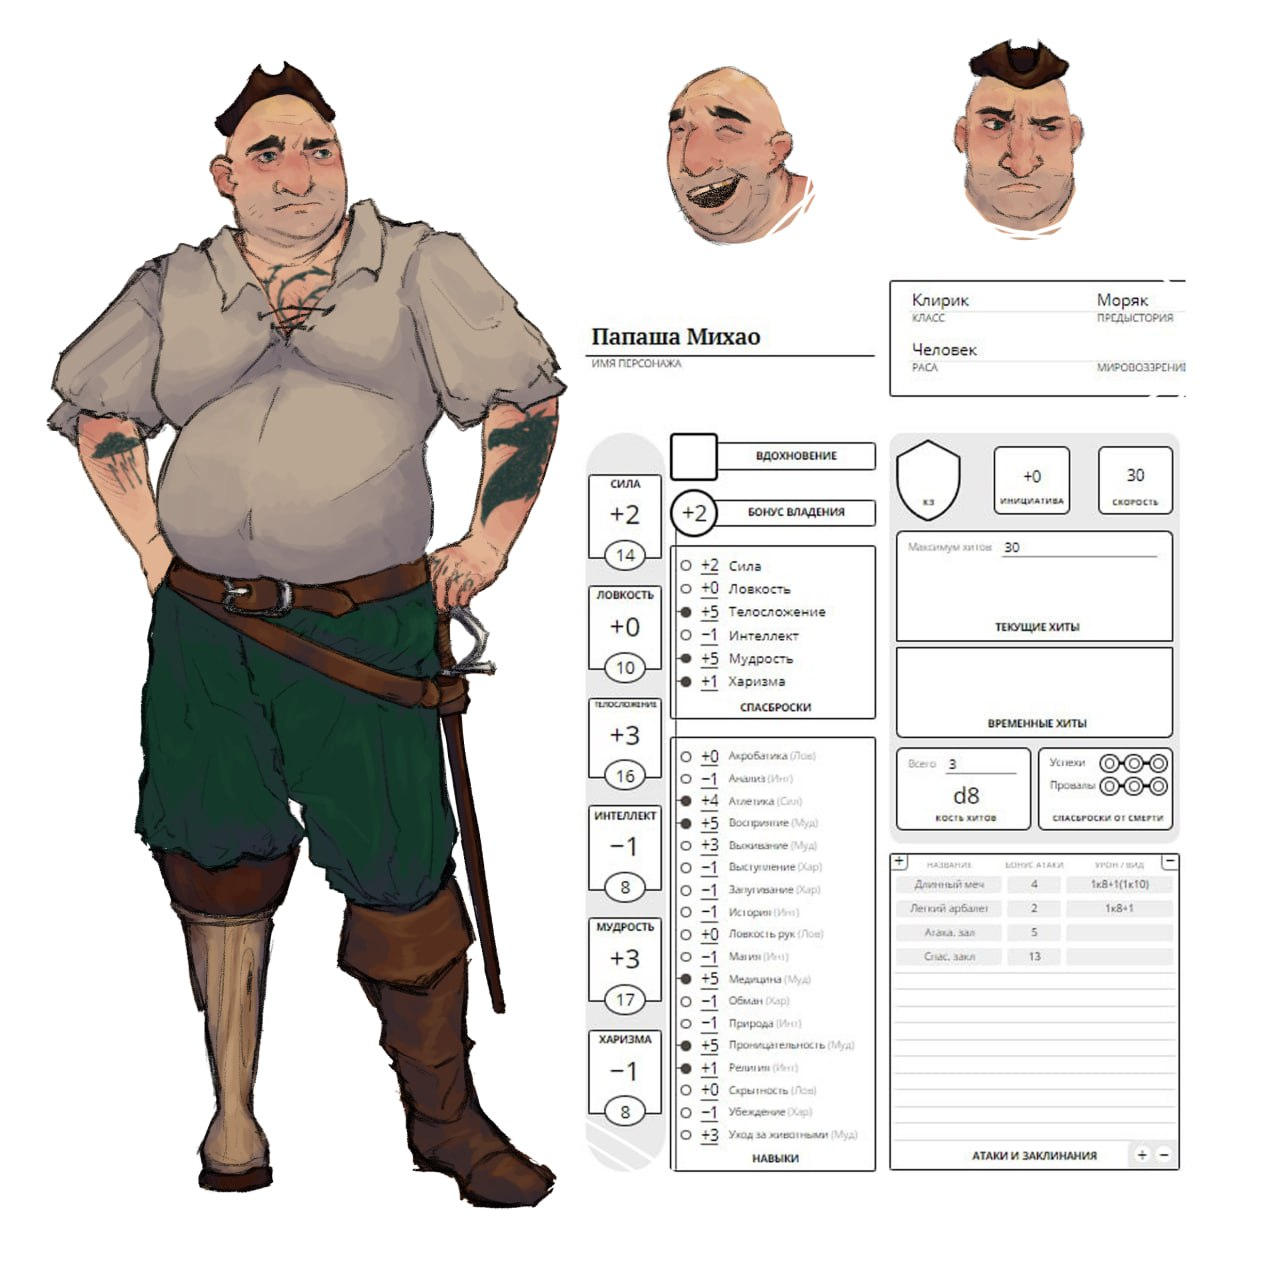 Папаша Михао
ИМЯ ПЕРСОНАЖА
Клирик
КЛАСС
Моряк
ПРЕДЫСТОРИЯ
Человек
РАСА
МИРОВОЗЗРЕНИ
СИЛА
+2
14
ЛОВКОСТЬ
+0
10
ТЕЛОСЛОЖЕНИЕ
+3
16
ИНТЕЛЛЕКТ
−1
8
МУДРОСТЬ
+3
17
ХАРИЗМА
−1
8
ВДОХНОВЕНИЕ
+2 БОНУС ВЛАДЕНИЯ
+2 Сила
+0 Ловкость
+5 Телосложение
−1 Интеллект
+5 Мудрость
+1 Харизма
СПАСБРОСКИ
+0 Акробатика (Лов)
−1 Анализ (Инт)
+4 Атлетика (Сил)
+5 Восприятие (Муд)
+3 Выживание (Муд)
−1 Выступление (Хар)
−1 Запугивание (Хар)
−1 История (Инт)
+0 Ловкость рук (Лов)
−1 Магия (Инт)
+5 Медицина (Муд)
−1 Обман (Хар)
−1 Природа (Инт)
+5 Проницательность (Муд)
+1 Религия (Инт)
+0 Скрытность (Лов)
−1 Убеждение (Хар)
+3 Уход за животными (Муд)
НАВЫКИ
КЗ
+0
ИНИЦИАТИВА
30
СКОРОСТЬ
Максимум хитов 30
ТЕКУЩИЕ ХИТЫ
ВРЕМЕННЫЕ ХИТЫ
Всего 3
d8
КОСТЬ ХИТОВ
Успехи
Провалы
СПАСБРОСКИ ОТ СМЕРТИ
+ НАЗВАНИЕ БОНУС АТАКИ УРОН / ВИД −
Длинный меч 4 1к8+1(1к10)
Легкий арбалет 2 1к8+1
Атака, зал 5
Спас, закл 13
АТАКИ И ЗАКЛИНАНИЯ + −